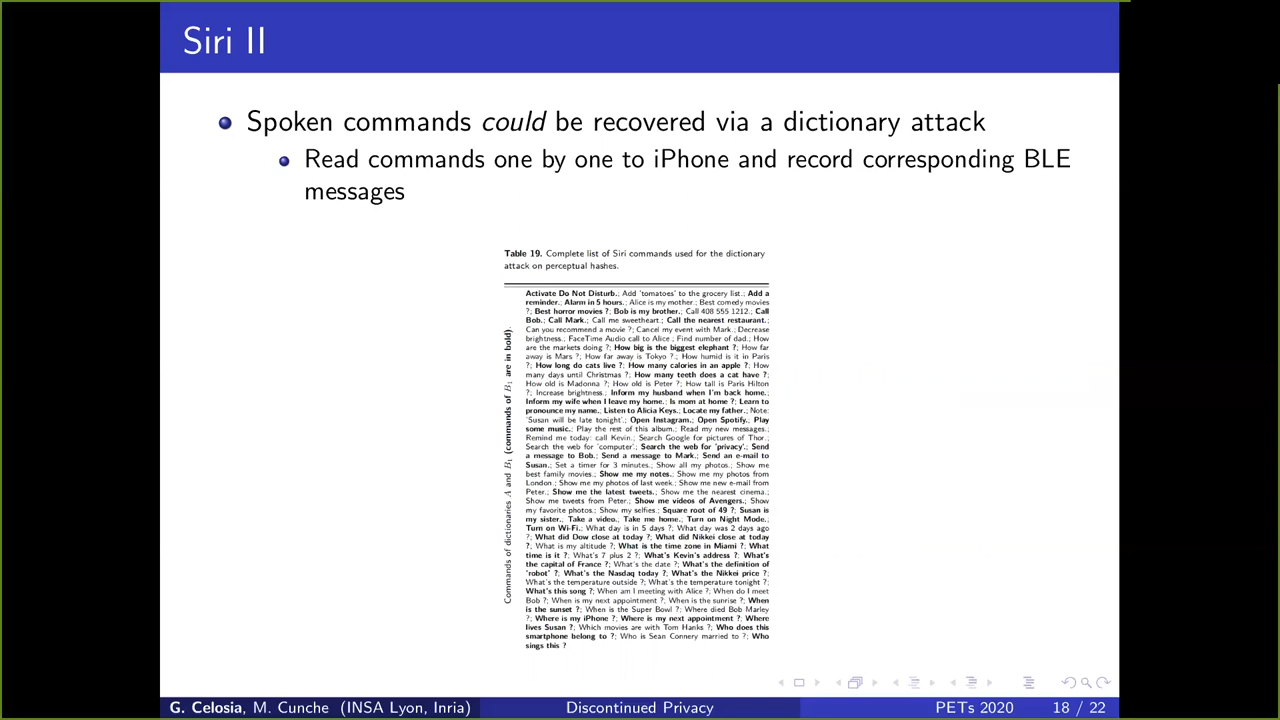 Siri II
Spoken commands could be recovered via a dictionary attack
Read commands one by one to iPhone and record corresponding BLE
messages
Table 19. Complete list of Siri commands used for the dictionary
attack on perceptual hashes.
Commands of dictionaries A and B₁ (commands of B₁ are in bold).
Activate Do Not Disturb.; Add 'tomatoes' to the grocery list.; Add a
reminder.; Alarm in 5 hours.; Alice is my mother.; Best comedy movies
?; Best horror movies ?; Bob is my brother.; Call 408 555 1212.; Call
Bob.; Call Mark.; Call me sweetheart.; Call the nearest restaurant.;
Can you recommend a movie ?; Cancel my event with Mark.; Decrease
brightness.; FaceTime Audio call to Alice.; Find number of dad.; How
are the markets doing ?; How big is the biggest elephant ?; How far
away is Mars ?; How far away is Tokyo ?.; How humid is it in Paris
?; How long do cats live ?; How many calories in an apple ?; How
many days until Christmas ?; How many teeth does a cat have ?;
How old is Madonna ?; How old is Peter ?; How tall is Paris Hilton
?; Increase brightness.; Inform my husband when I'm back home.;
Inform my wife when I leave my home.; Is mom at home ?; Learn to
pronounce my name.; Listen to Alicia Keys.; Locate my father.; Note:
'Susan will be late tonight'.; Open Instagram.; Open Spotify.; Play
some music.; Play the rest of this album.; Read my new messages.;
Remind me today: call Kevin.; Search Google for pictures of Thor.;
Search the web for 'computer'.; Search the web for 'privacy'.; Send
a message to Bob.; Send a message to Mark.; Send an e-mail to
Susan.; Set a timer for 3 minutes.; Show all my photos.; Show me
best family movies.; Show me my notes.; Show me my photos from
London.; Show me my photos of last week.; Show me new e-mail from
Peter.; Show me the latest tweets.; Show me the nearest cinema.;
Show me tweets from Peter.; Show me videos of Avengers.; Show
my favorite photos.; Show my selfies.; Square root of 49 ?; Susan is
my sister.; Take a video.; Take me home.; Turn on Night Mode.;
Turn on Wi-Fi.; What day is in 5 days ?; What day was 2 days ago
?; What did Dow close at today ?; What did Nikkei close at today
?; What is my altitude ?; What is the time zone in Miami ?; What
time is it ?; What's 7 plus 2 ?; What's Kevin's address ?; What's
the capital of France ?; What's the date ?; What's the definition of
'robot' ?; What's the Nasdaq today ?; What's the Nikkei price ?;
What's the temperature outside ?; What's the temperature tonight ?;
What's this song ?; When am I meeting with Alice ?; When do I meet
Bob ?; When is my next appointment ?; When is the sunrise ?; When
is the sunset ?; When is the Super Bowl ?; Where died Bob Marley
?; Where is my iPhone ?; Where is my next appointment ?; Where
lives Susan ?; Which movies are with Tom Hanks ?; Who does this
smartphone belong to ?; Who is Sean Connery married to ?; Who
sings this ?
G. Celosia, M. Cunche (INSA Lyon, Inria)
Discontinued Privacy
PETs 2020
18 / 22